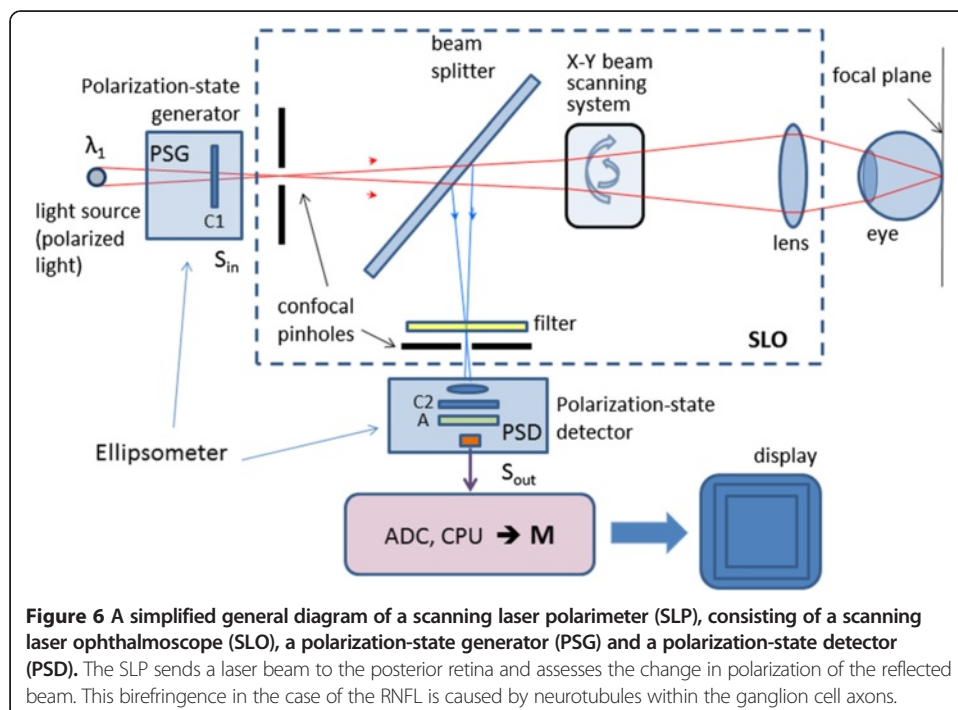 beam
splitter
X-Y beam
scanning
system
focal plane
Polarization-state
generator
λ1
PSG
C1
light source
(polarized
light)
Sin
lens
eye
confocal
pinholes
filter
SLO
C2
A
PSD
Polarization-state
detector
Ellipsometer
Sout
display
ADC, CPU ➔ M
Figure 6 A simplified general diagram of a scanning laser polarimeter (SLP), consisting of a scanning
laser ophthalmoscope (SLO), a polarization-state generator (PSG) and a polarization-state detector
(PSD). The SLP sends a laser beam to the posterior retina and assesses the change in polarization of the reflected
beam. This birefringence in the case of the RNFL is caused by neurotubules within the ganglion cell axons.